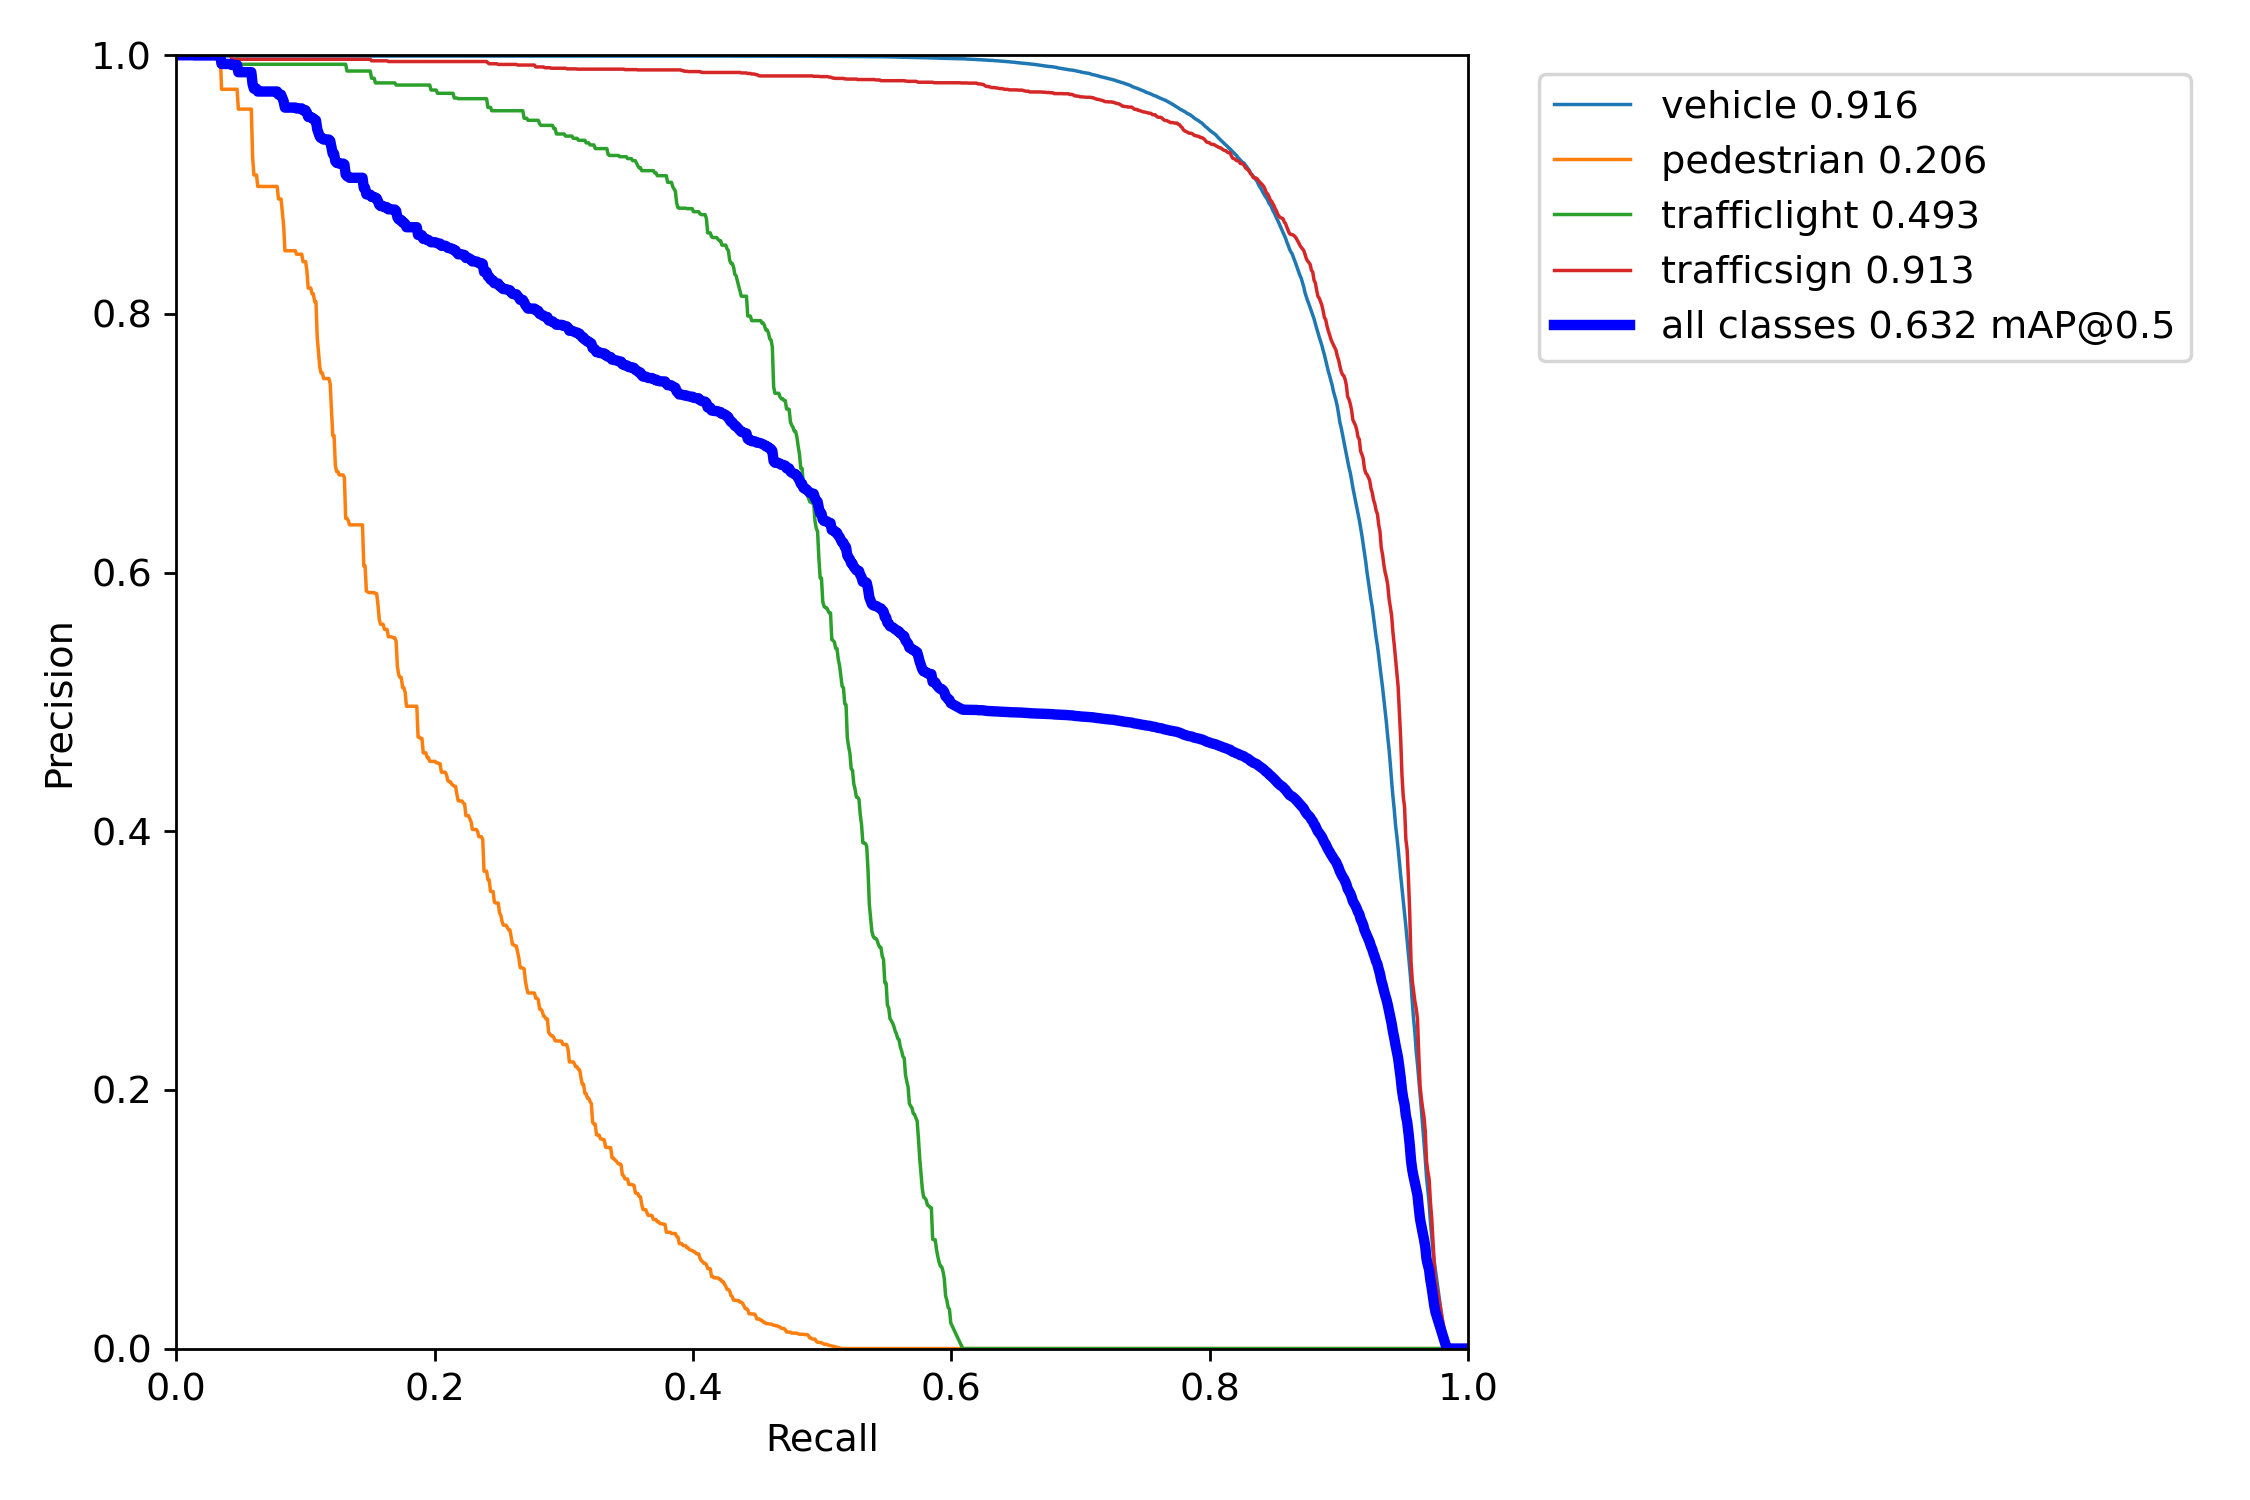 1.0
0.8
0.6
0.4
0.2
0.0
Precision
0.0 0.2 0.4 0.6 0.8 1.0
Recall
vehicle 0.916
pedestrian 0.206
trafficlight 0.493
trafficsign 0.913
all classes 0.632 mAP@0.5